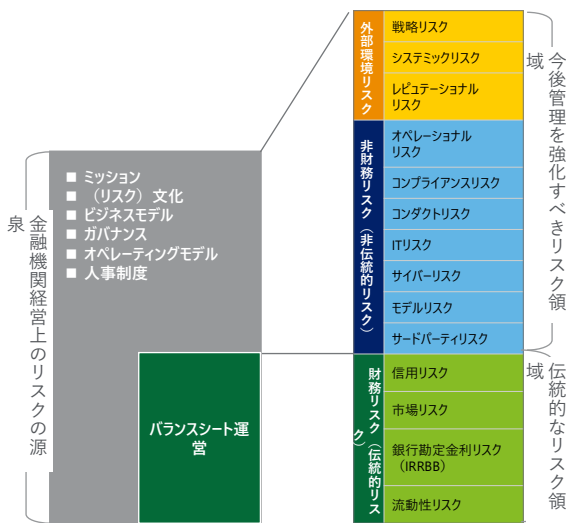 金融機関経営上のリスクの源
泉
■ ミッション
■ （リスク）文化
■ ビジネスモデル
■ ガバナンス
■ オペレーティングモデル
■ 人事制度
バランスシート運
営
外部環境リスク
戦略リスク
システミックリスク
レピュテーショナル
リスク
非財務リスク（非伝統的リスク）
オペレーショナル
リスク
コンプライアンスリスク
コンダクトリスク
ITリスク
サイバーリスク
モデルリスク
サードパーティリスク
財務リスク（伝統的リス
ク）
信用リスク
市場リスク
銀行勘定金利リスク
（IRRBB）
流動性リスク
今後管理を強化すべきリスク領
域
伝統的なリスク領
域